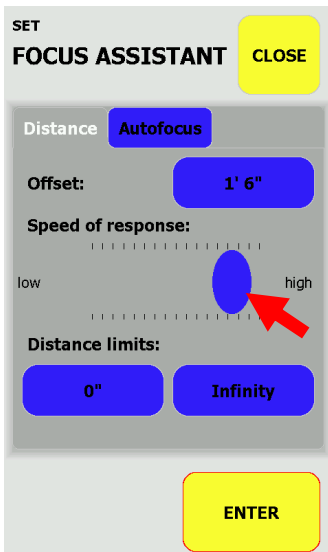 SET
FOCUS ASSISTANT
CLOSE
Distance
Autofocus
Offset:
1' 6"
Speed of response:
low
high
Distance limits:
0"
Infinity
ENTER